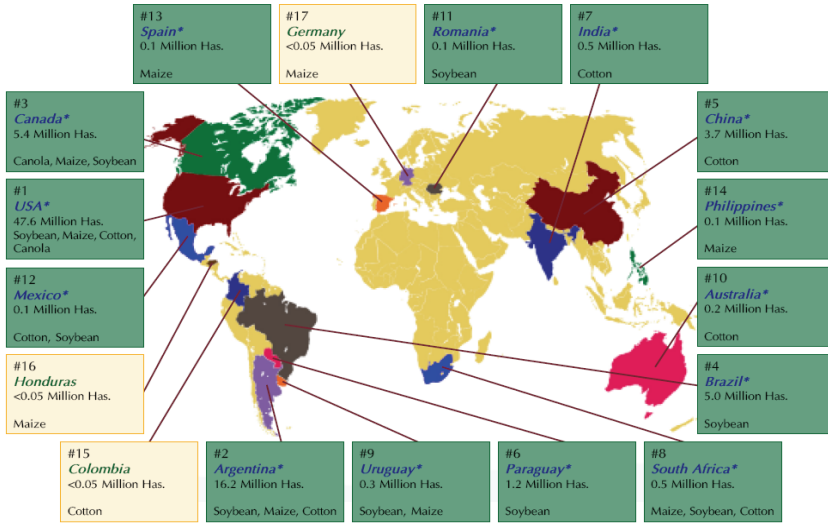 #13
Spain*
0.1 Million Has.
Maize
#17
Germany
<0.05 Million Has.
Maize
#11
Romania*
0.1 Million Has.
Soybean
#7
India*
0.5 Million Has.
Cotton
#3
Canada*
5.4 Million Has.
Canola, Maize, Soybean
#1
USA*
47.6 Million Has.
Soybean, Maize, Cotton,
Canola
#12
Mexico*
0.1 Million Has.
Cotton, Soybean
#16
Honduras
<0.05 Million Has.
Maize
#5
China*
3.7 Million Has.
Cotton
#14
Philippines*
0.1 Million Has.
Maize
#10
Australia*
0.2 Million Has.
Cotton
#4
Brazil*
5.0 Million Has.
Soybean
#15
Colombia
<0.05 Million Has.
Cotton
#2
Argentina*
16.2 Million Has.
Soybean, Maize, Cotton
#9
Uruguay*
0.3 Million Has.
Soybean, Maize
#6
Paraguay*
1.2 Million Has.
Soybean
#8
South Africa*
0.5 Million Has.
Maize, Soybean, Cotton